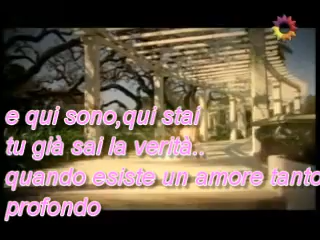 e qui sono,qui stai
tu già sai la verità..
quando esiste un amore tanto
profondo